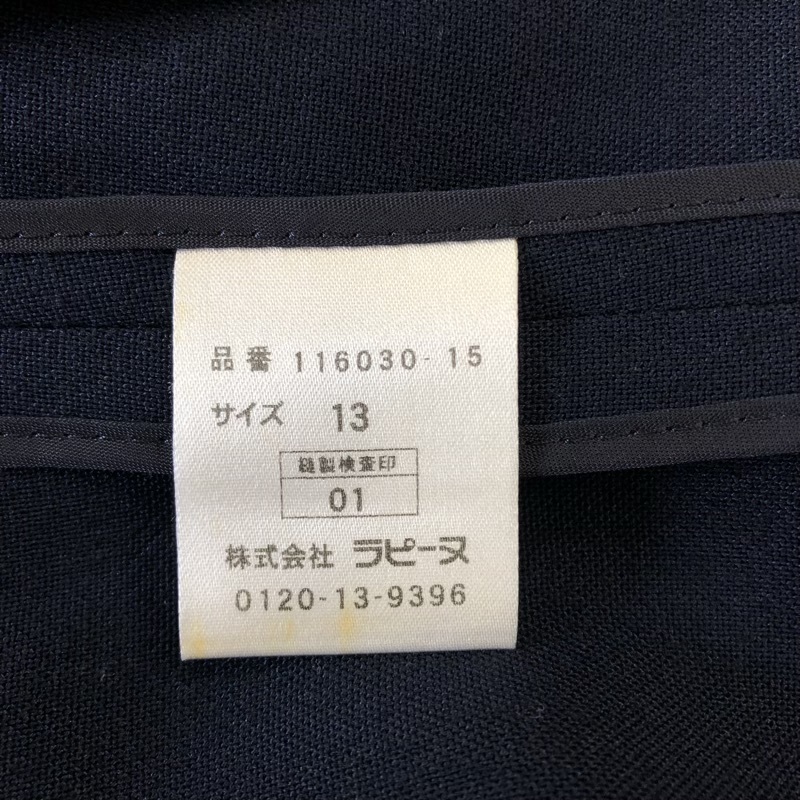 品番 116030-15
サイズ 13
縫製検査印
01
株式会社 ラピーヌ
0120-13-9396